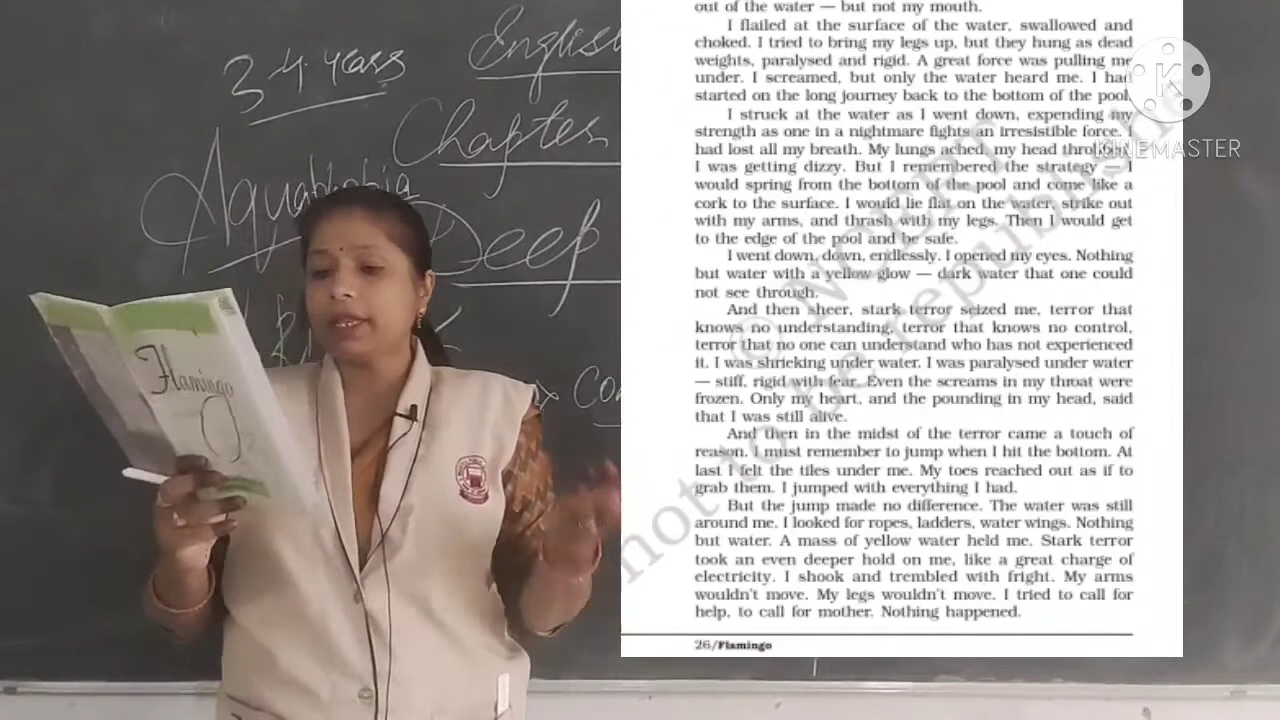 3 4 years
English
Chapter
Aquaphobia
Deep
Con
Flamingo
out of the water — but not my mouth.
I flailed at the surface of the water, swallowed and
choked. I tried to bring my legs up, but they hung as dead
weights, paralysed and rigid. A great force was pulling me
under. I screamed, but only the water heard me. I had
started on the long journey back to the bottom of the pool.
I struck at the water as I went down, expending my
strength as one in a nightmare fights an irresistible force. I
had lost all my breath. My lungs ached, my head throbbed.
I was getting dizzy. But I remembered the strategy — I
would spring from the bottom of the pool and come like a
cork to the surface. I would lie flat on the water, strike out
with my arms, and thrash with my legs. Then I would get
to the edge of the pool and be safe.
I went down, down, endlessly. I opened my eyes. Nothing
but water with a yellow glow — dark water that one could
not see through.
And then sheer, stark terror seized me, terror that
knows no understanding, terror that knows no control,
terror that no one can understand who has not experienced
it. I was shrieking under water. I was paralysed under water
— stiff, rigid with fear. Even the screams in my throat were
frozen. Only my heart, and the pounding in my head, said
that I was still alive.
And then in the midst of the terror came a touch of
reason. I must remember to jump when I hit the bottom. At
last I felt the tiles under me. My toes reached out as if to
grab them. I jumped with everything I had.
But the jump made no difference. The water was still
around me. I looked for ropes, ladders, water wings. Nothing
but water. A mass of yellow water held me. Stark terror
took an even deeper hold on me, like a great charge of
electricity. I shook and trembled with fright. My arms
wouldn't move. My legs wouldn't move. I tried to call for
help, to call for mother. Nothing happened.
26/Flamingo
© NCERT
not to be republished
K
KINEMASTER